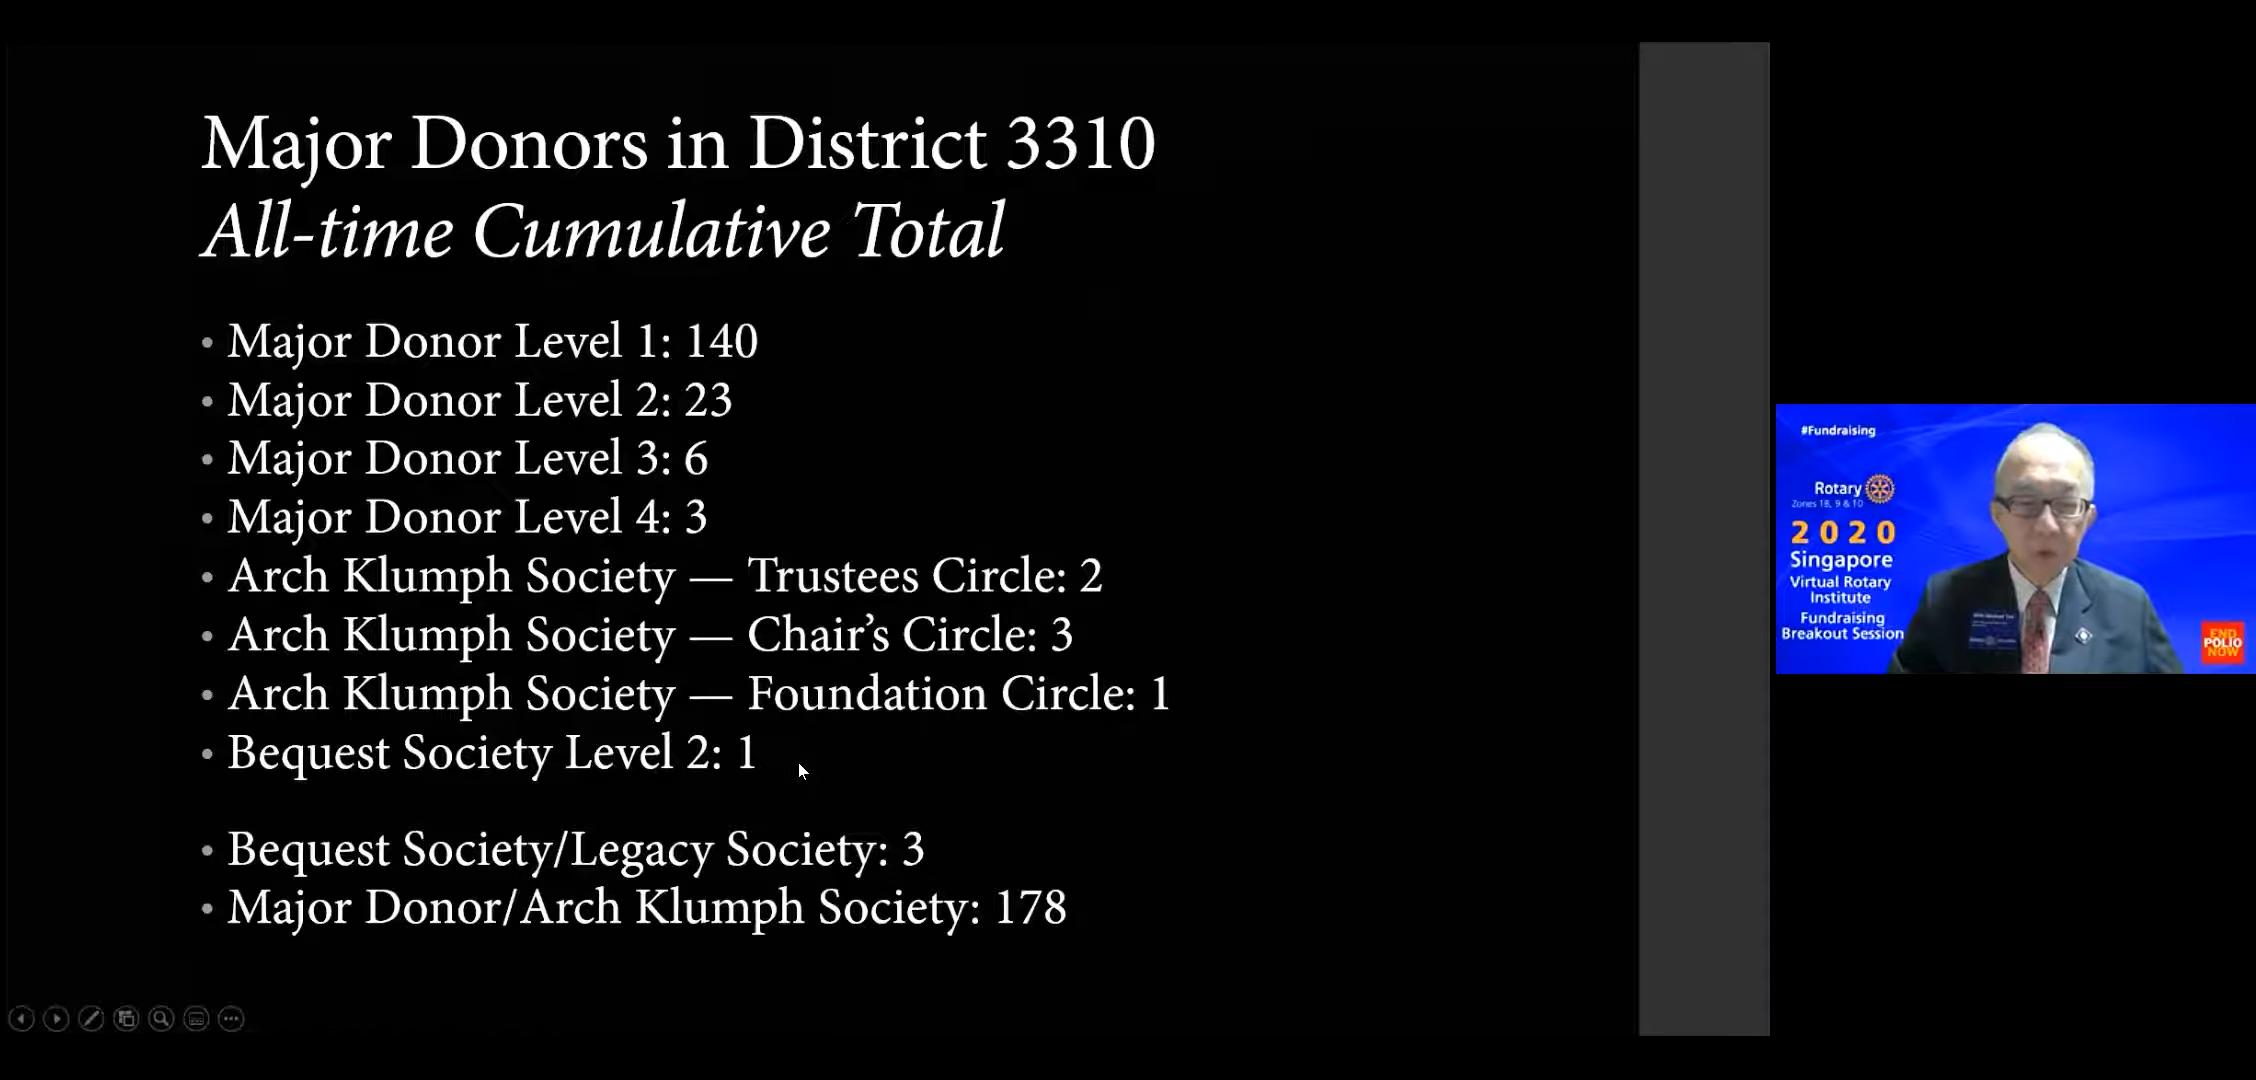 Major Donors in District 3310
All-time Cumulative Total
• Major Donor Level 1: 140
• Major Donor Level 2: 23
• Major Donor Level 3: 6
• Major Donor Level 4: 3
• Arch Klumph Society — Trustees Circle: 2
• Arch Klumph Society — Chair’s Circle: 3
• Arch Klumph Society — Foundation Circle: 1
• Bequest Society Level 2: 1
• Bequest Society/Legacy Society: 3
• Major Donor/Arch Klumph Society: 178
#Fundraising
Rotary
2020
Singapore
Virtual Rotary
Institute
Fundraising
Breakout Session
END
POLIO
NOW